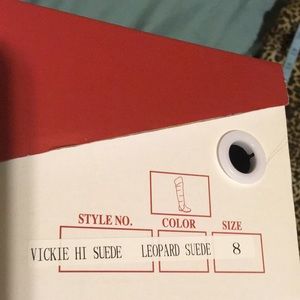 STYLE NO. COLOR SIZE
VICKIE HI SUEDE LEOPARD SUEDE 8